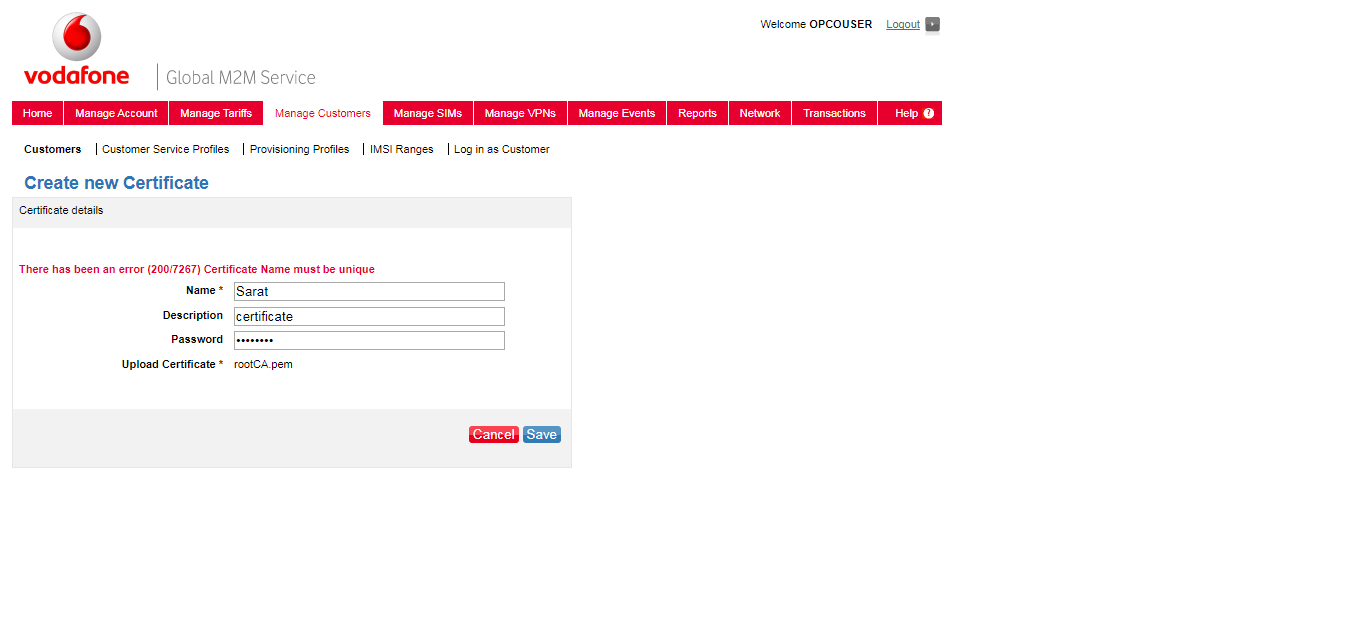 Welcome OPCOUSER Logout
vodafone
Global M2M Service
Home Manage Account Manage Tariffs Manage Customers Manage SIMs Manage VPNs Manage Events Reports Network Transactions Help ?
Customers Customer Service Profiles Provisioning Profiles IMSI Ranges Log in as Customer
Create new Certificate
Certificate details
There has been an error (200/7267) Certificate Name must be unique
Name * Sarat
Description certificate
Password ••••••••
Upload Certificate * rootCA.pem
Cancel Save